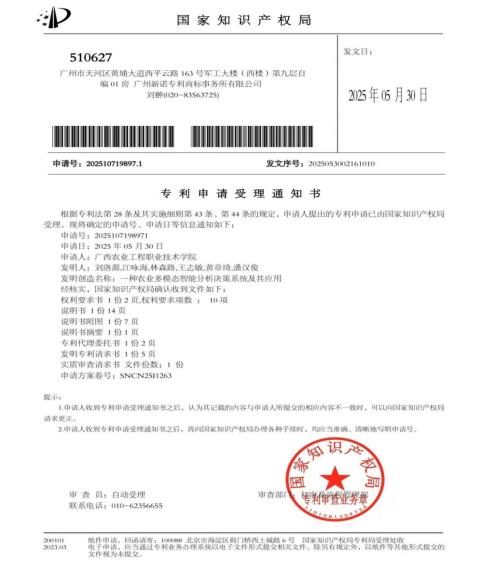 国家知识产权局
510627
广州市天河区黄埔大道西平云路 163 号军工大楼（西楼）第九层自
编 01 房 广州新诺专利商标事务所有限公司
刘翀(020-83563725)
发文日：
2025 年 05 月 30 日
申请号：202510719897.1
发文序号：2025053002161010
专利申请受理通知书
根据专利法第 28 条及其实施细则第 43 条、第 44 条的规定，申请人提出的专利申请已由国家知识产权局
受理。现将确定的申请号、申请日等信息通知如下：
申请号：2025107198971
申请日：2025 年 05 月 30 日
申请人：广西农业工程职业技术学院
发明人：刘洛源,江咏海,林森路,王志敏,黄章琦,潘汉俊
发明创造名称：一种农业多模态智能分析决策系统及其应用
经核实，国家知识产权局确认收到文件如下：
权利要求书 1 份 2 页,权利要求项数 ： 10 项
说明书 1 份 14 页
说明书附图 1 份 7 页
说明书摘要 1 份 1 页
专利代理委托书 1 份 2 页
发明专利请求书 1 份 5 页
实质审查请求书 文件份数：1 份
申请方案卷号：SNCN2511263
提示：
1.申请人收到专利申请受理通知书之后，认为其记载的内容与申请人所提交的相应内容不一致时，可以向国家知识产权局
请求更正。
2.申请人收到专利申请受理通知书之后，再向国家知识产权局办理各种手续时，均应当准确、清晰地写明申请号。
国家知识产权局
专利审查业务章
审 查 员：自动受理
审查部门：
联系电话：010-62356655
200101
2023.03
纸件申请，回函请寄：100088 北京市海淀区蓟门桥西土城路 6 号 国家知识产权局专利局受理处收
电子申请，应当通过专利业务办理系统以电子文件形式提交相关文件。除另有规定外，以纸件等其他形式提交的
文件视为未提交。